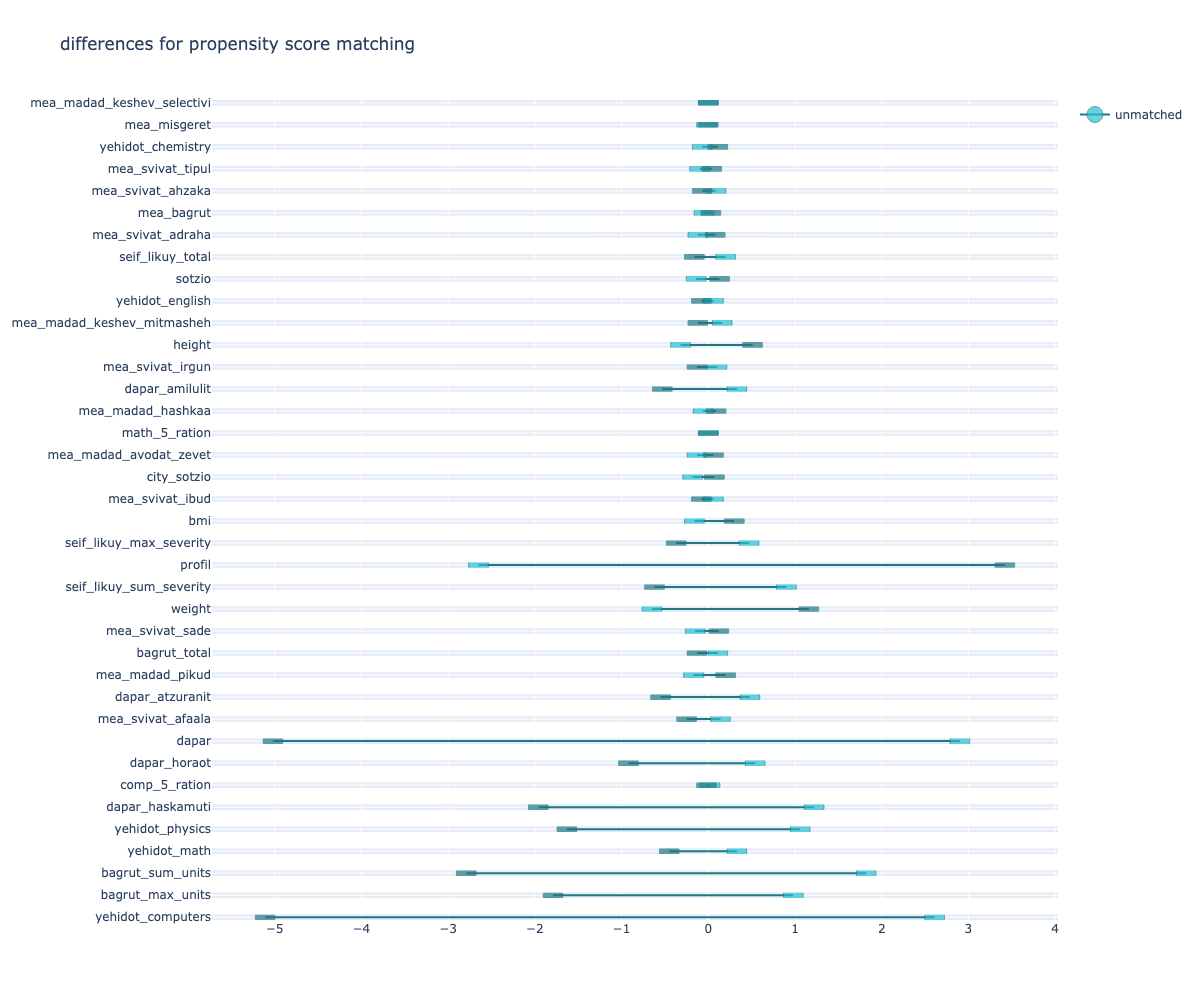 differences for propensity score matching
mea_madad_keshev_selectivi
unmatched
mea_misgeret
yehidot_chemistry
mea_svivat_tipul
mea_svivat_ahzaka
mea_bagrut
mea_svivat_adraha
seif_likuy_total
sotzio
yehidot_english
mea_madad_keshev_mitmasheh
height
mea_svivat_irgun
dapar_amilulit
mea_madad_hashkaa
math_5_ration
mea_madad_avodat_zevet
city_sotzio
mea_svivat_ibud
bmi
seif_likuy_max_severity
profil
seif_likuy_sum_severity
weight
mea_svivat_sade
bagrut_total
mea_madad_pikud
dapar_atzuranit
mea_svivat_afaala
dapar
dapar_horaot
comp_5_ration
dapar_haskamuti
yehidot_physics
yehidot_math
bagrut_sum_units
bagrut_max_units
yehidot_computers
−5 −4 −3 −2 −1 0 1 2 3 4